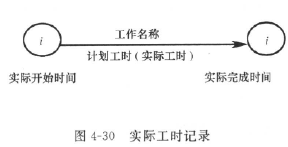 工作名称
i
i
计划工时(实际工时)
实际开始时间
实际完成时间
图 4-30 实际工时记录